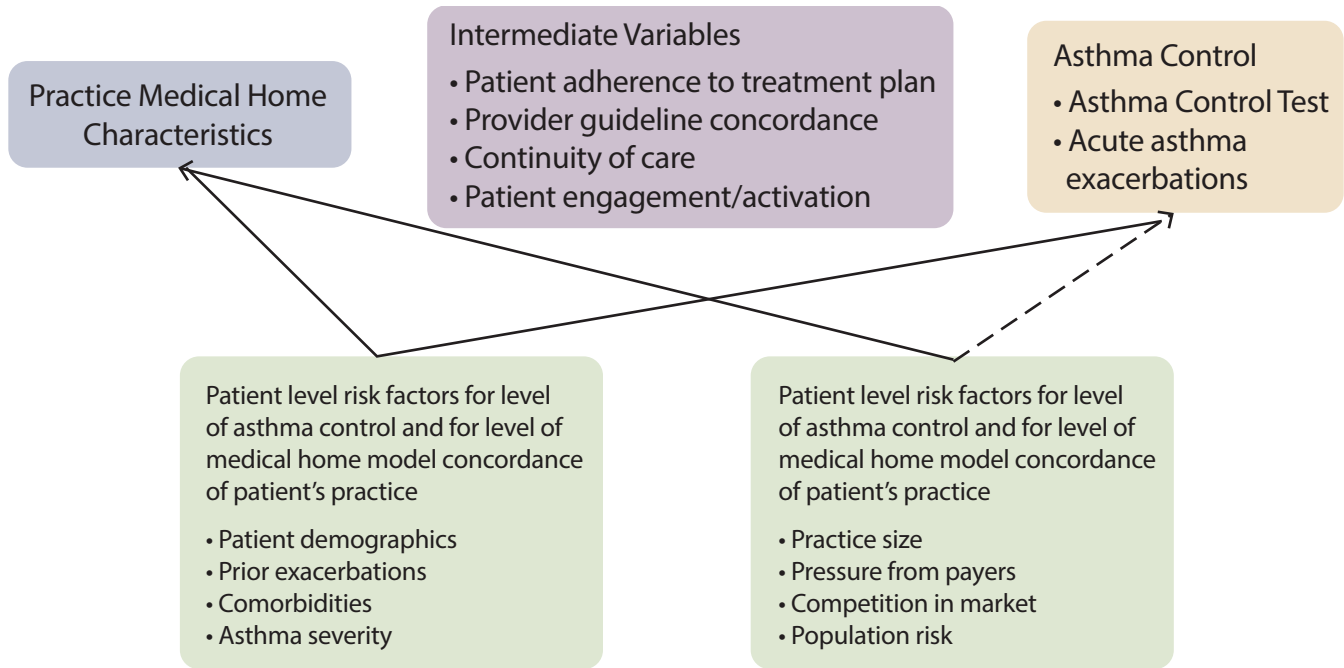 Practice Medical Home
Characteristics
Intermediate Variables
• Patient adherence to treatment plan
• Provider guideline concordance
• Continuity of care
• Patient engagement/activation
Asthma Control
• Asthma Control Test
• Acute asthma
exacerbations
Patient level risk factors for level
of asthma control and for level of
medical home model concordance
of patient's practice
• Patient demographics
• Prior exacerbations
• Comorbidities
• Asthma severity
Patient level risk factors for level
of asthma control and for level of
medical home model concordance
of patient's practice
• Practice size
• Pressure from payers
• Competition in market
• Population risk